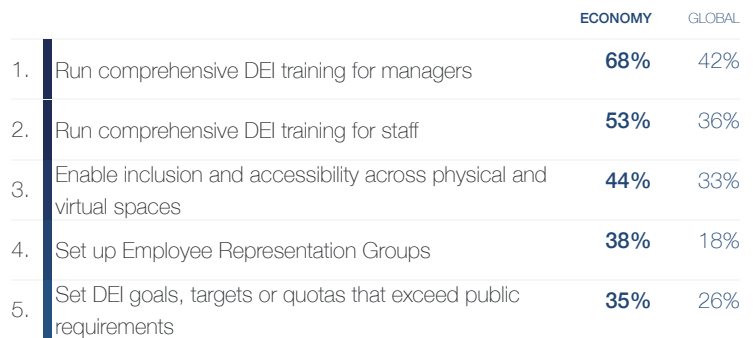 ECONOMY GLOBAL
1. Run comprehensive DEI training for managers 68% 42%
2. Run comprehensive DEI training for staff 53% 36%
3. Enable inclusion and accessibility across physical and
virtual spaces 44% 33%
4. Set up Employee Representation Groups 38% 18%
5. Set DEI goals, targets or quotas that exceed public
requirements 35% 26%